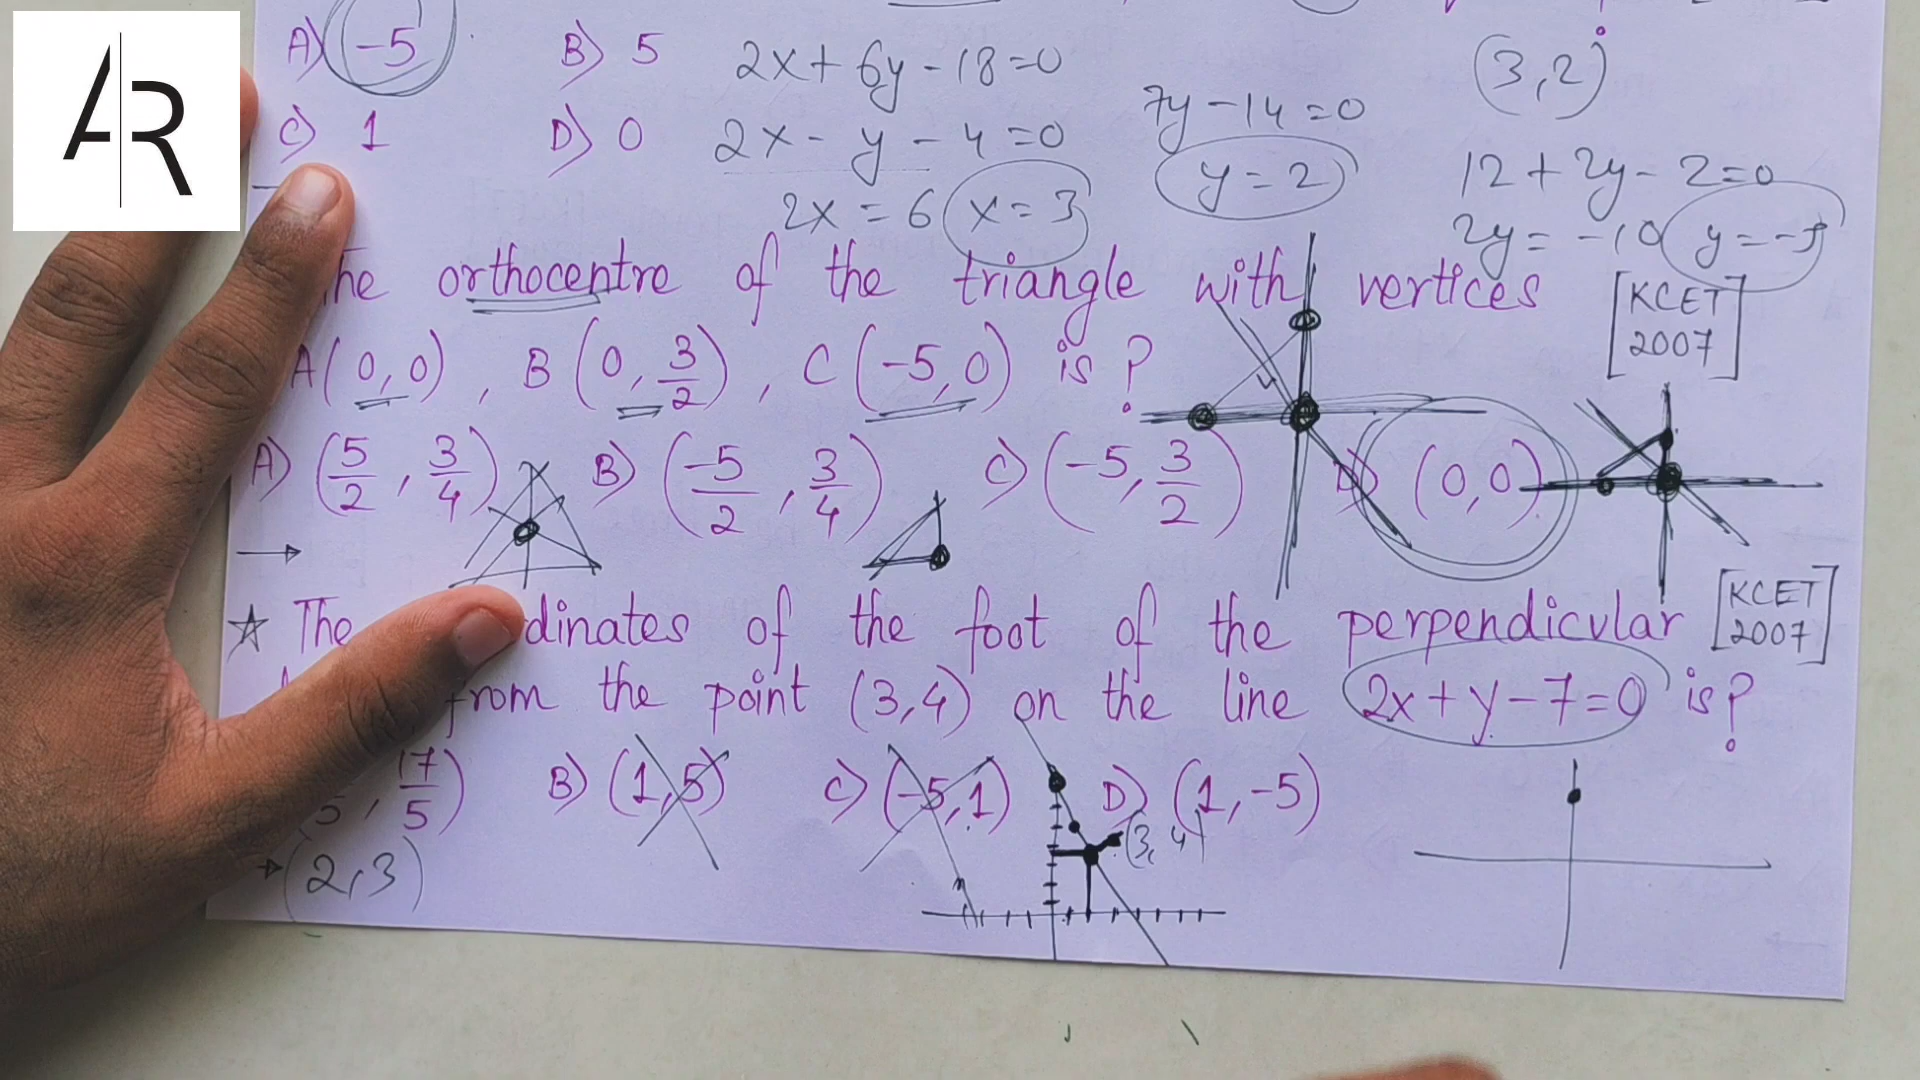 AR
A) -5 B) 5 2x + 6y - 18 = 0 (3,2)
C) 1 D) 0 2x - y - 4 = 0 7y - 14 = 0
2x = 6 x = 3 y = 2 12 + 2y - 2 = 0
2y = -10 y = -5
The orthocentre of the triangle with vertices [KCET 2007]
A(0,0), B(0, 3/2), C(-5,0) is?
A) (5/2, 3/4) B) (-5/2, 3/4) C) (-5, 3/2) D) (0,0)
→
☆ The dinates of the foot of the perpendicular [KCET 2007]
from the point (3,4) on the line 2x + y - 7 = 0 is?
5, 17/5) B) (1,5) C) (-5,1) D) (1,-5)
→ (2,3) (3,4)